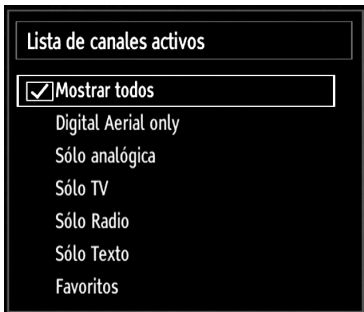 Lista de canales activos
Mostrar todos
Digital Aerial only
Sólo analógica
Sólo TV
Sólo Radio
Sólo Texto
Favoritos